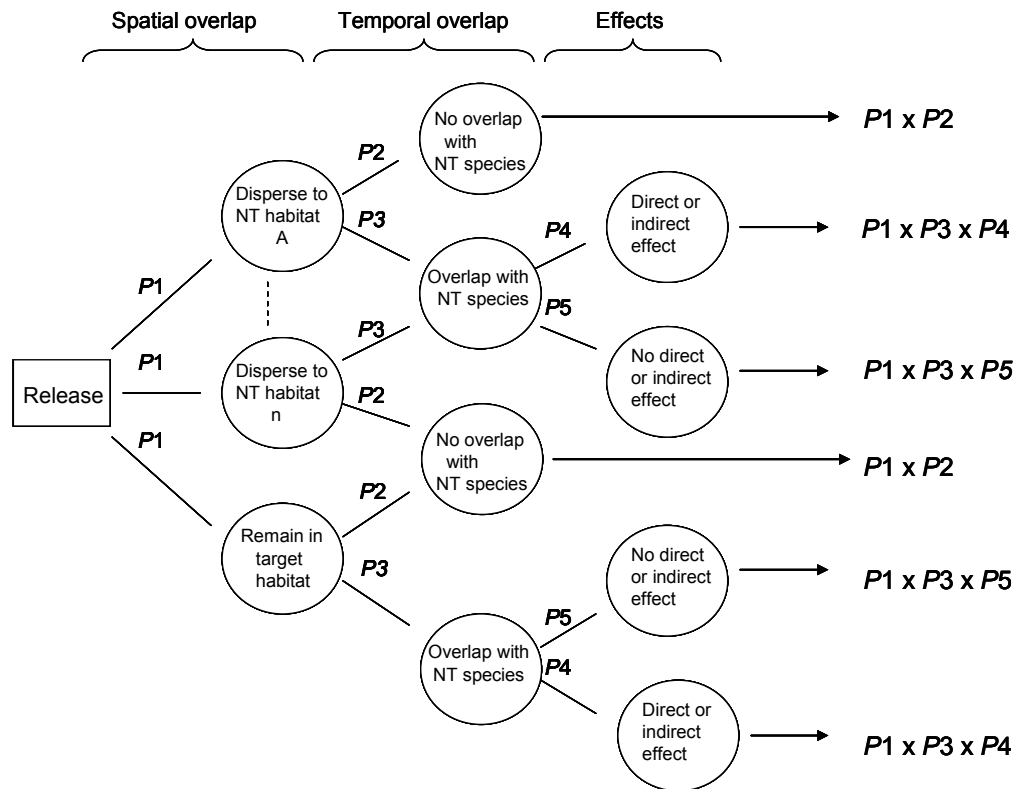 Spatial overlap
Temporal overlap
Effects
No overlap
with
NT species
P1 x P2
P2
Disperse to
NT habitat
A
P3
Direct or
indirect
effect
P4
P1 x P3 x P4
Overlap with
NT species
P1
P5
P3
No direct
or indirect
effect
P1 x P3 x P5
P1
Disperse to
NT habitat
n
Release
P2
P1
No overlap
with
NT species
P1 x P2
P2
Remain in
target
habitat
P3
No direct
or indirect
effect
P1 x P3 x P5
P5
Overlap with
NT species
P4
Direct or
indirect
effect
P1 x P3 x P4